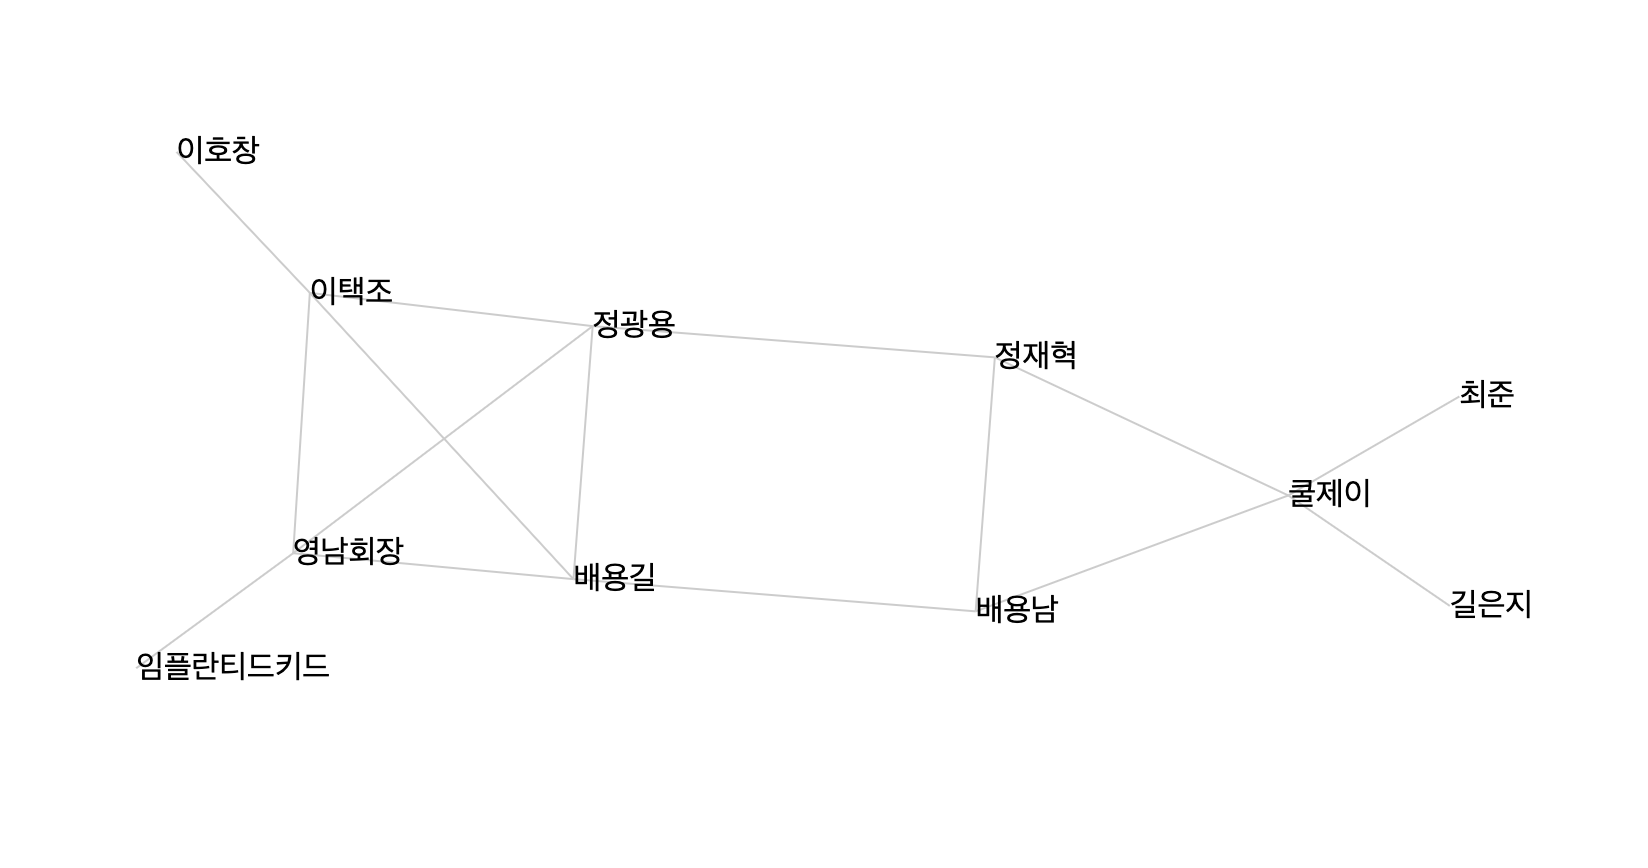 이호창
이택조
정광용
정재혁
최준
쿨제이
영남회장
배용길
배용남
길은지
임플란티드키드